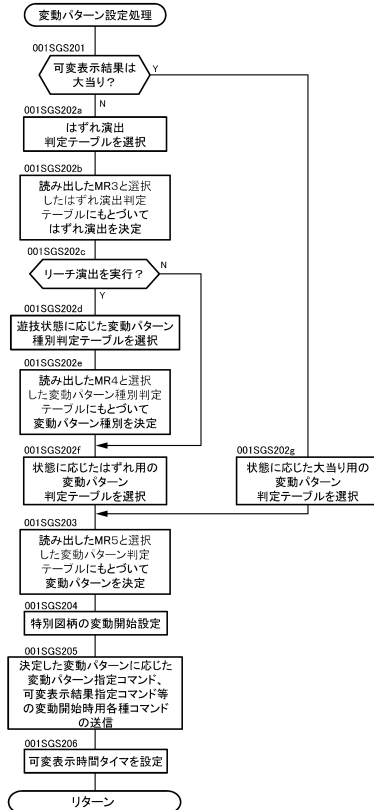 変動パターン設定処理
001SGS201
可変表示結果は
大当り？
Y
N
001SGS202a
はずれ演出
判定テーブルを選択
001SGS202b
読み出したMR3と選択
したはずれ演出判定
テーブルにもとづいて
はずれ演出を決定
001SGS202c
リーチ演出を実行？
N
Y
001SGS202d
遊技状態に応じた変動パターン
種別判定テーブルを選択
001SGS202e
読み出したMR4と選択
した変動パターン種別判定
テーブルにもとづいて
変動パターン種別を決定
001SGS202f
状態に応じたはずれ用の
変動パターン
判定テーブルを選択
001SGS202g
状態に応じた大当り用の
変動パターン
判定テーブルを選択
001SGS203
読み出したMR5と選択
した変動パターン判定
テーブルにもとづいて
変動パターンを決定
001SGS204
特別図柄の変動開始設定
001SGS205
決定した変動パターンに応じた
変動パターン指定コマンド、
可変表示結果指定コマンド等
の変動開始時用各種コマンド
の送信
001SGS206
可変表示時間タイマを設定
リターン